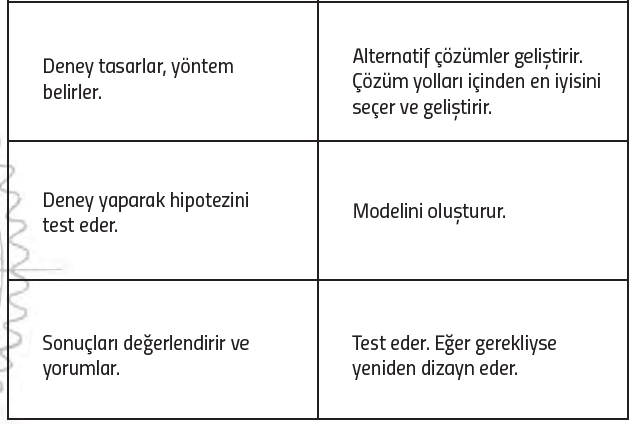 Deney tasarlar, yöntem
belirler.
Alternatif çözümler geliştirir.
Çözüm yolları içinden en iyisini
seçer ve geliştirir.
Deney yaparak hipotezini
test eder.
Modelini oluşturur.
Sonuçları değerlendirir ve
yorumlar.
Test eder. Eğer gerekliyse
yeniden dizayn eder.